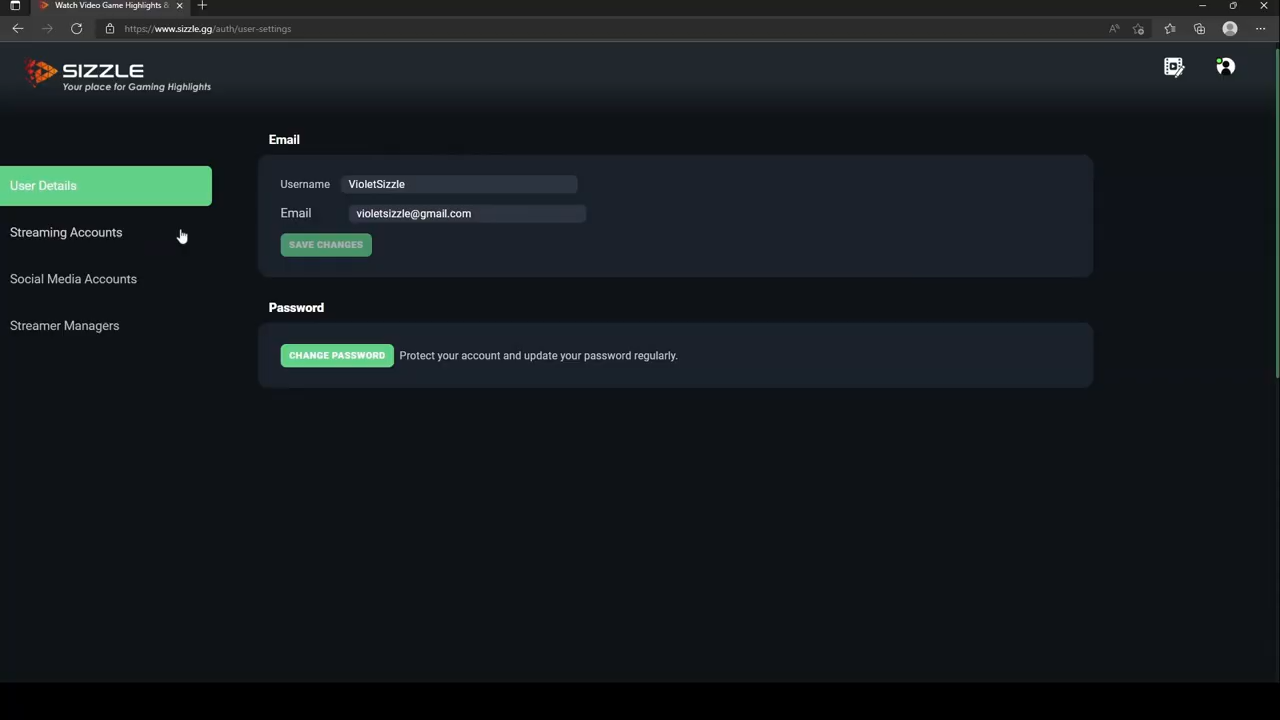 Watch Video Game Highlights &
https://www.sizzle.gg/auth/user-settings
SIZZLE
Your place for Gaming Highlights
Email
User Details
Username VioletSizzle
Email violetsizzle@gmail.com
Streaming Accounts
SAVE CHANGES
Social Media Accounts
Password
Streamer Managers
CHANGE PASSWORD Protect your account and update your password regularly.